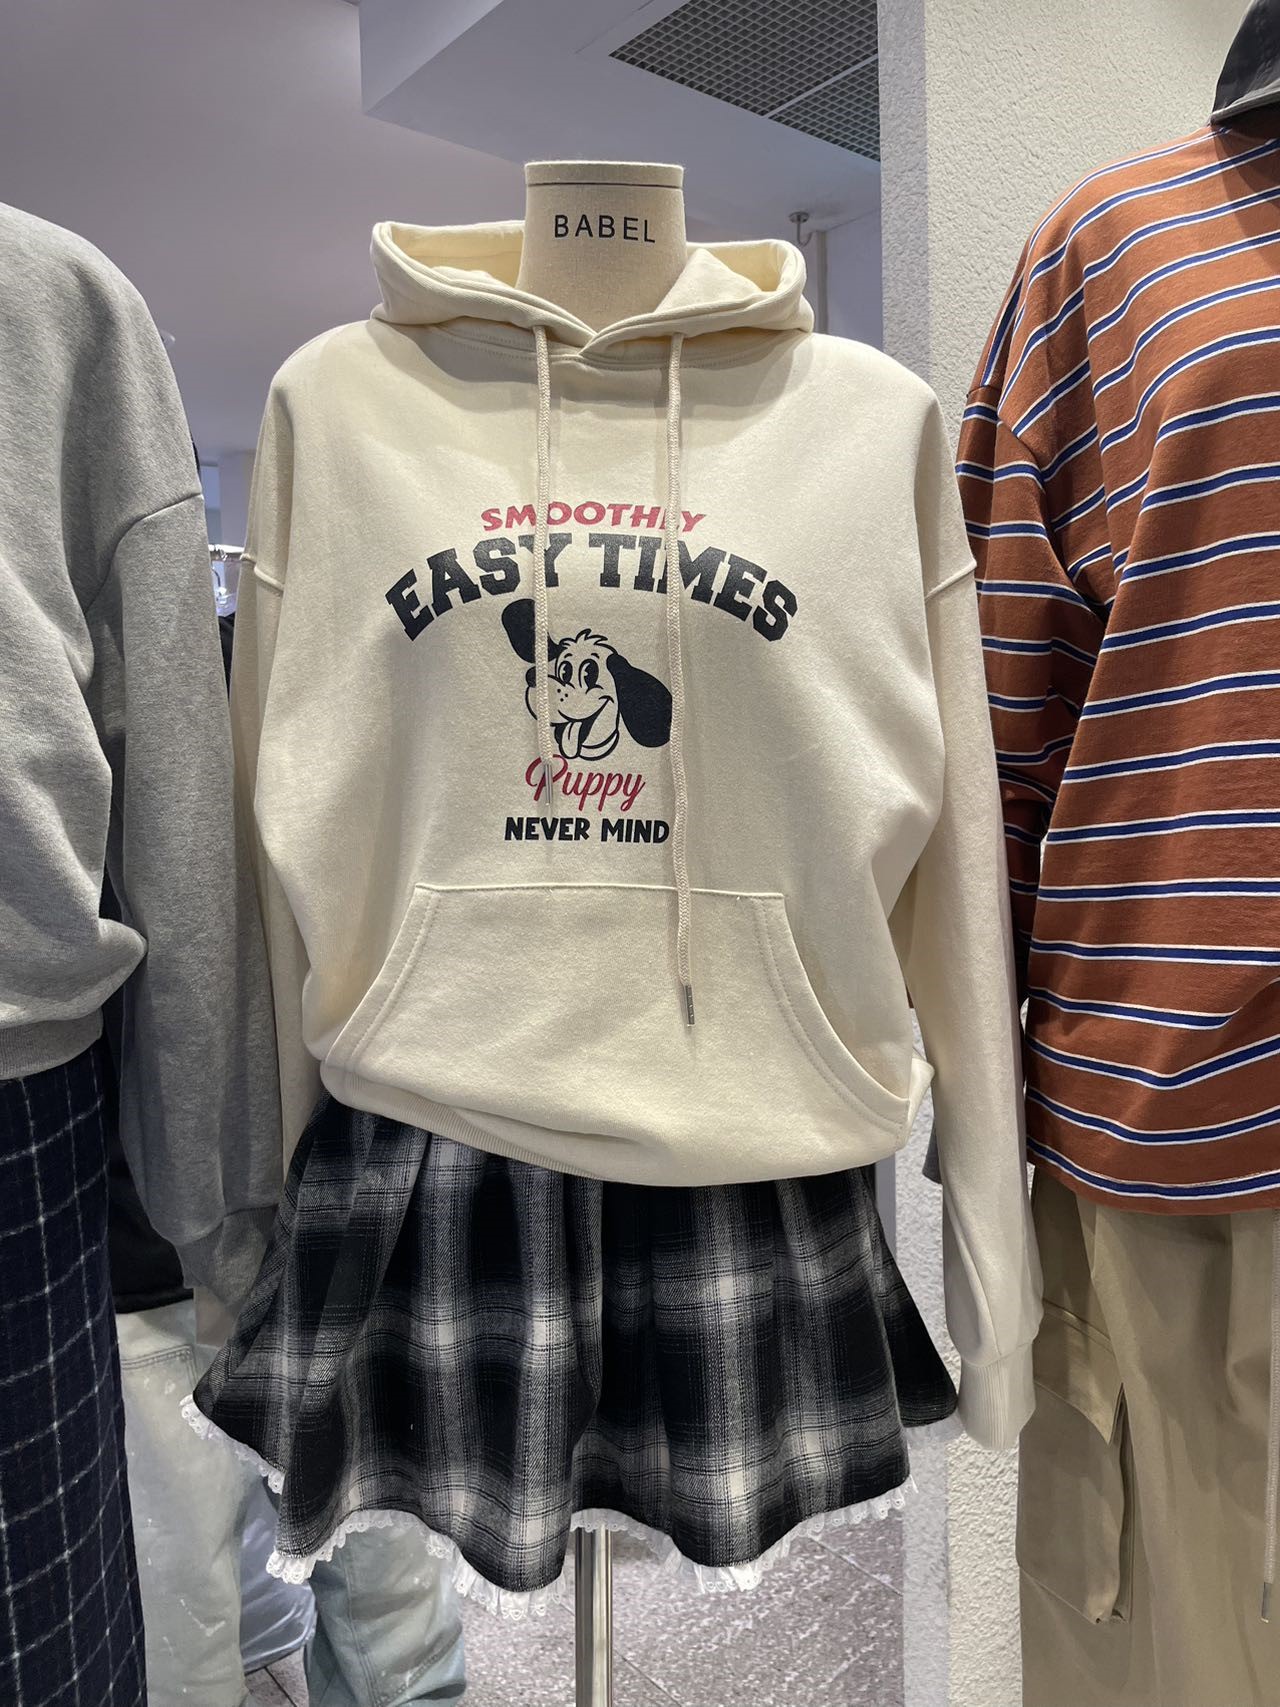 BABEL
SMOOTHLY
EASY TIMES
Puppy
NEVER MIND